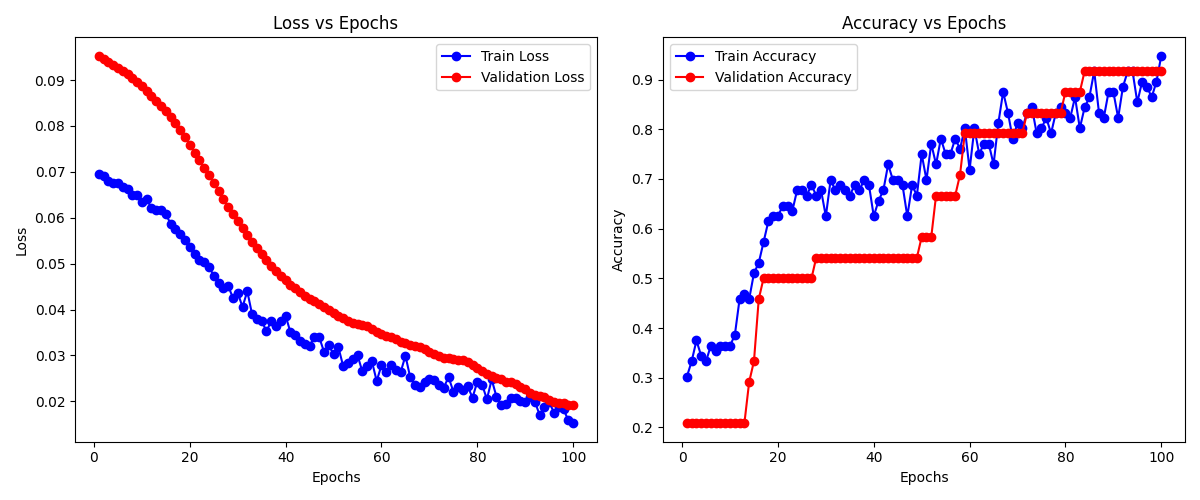 Loss vs Epochs
Train Loss
Validation Loss
0.09
0.08
0.07
0.06
0.05
0.04
0.03
0.02
Loss
0 20 40 60 80 100
Epochs
Accuracy vs Epochs
Train Accuracy
Validation Accuracy
0.9
0.8
0.7
0.6
0.5
0.4
0.3
0.2
Accuracy
0 20 40 60 80 100
Epochs